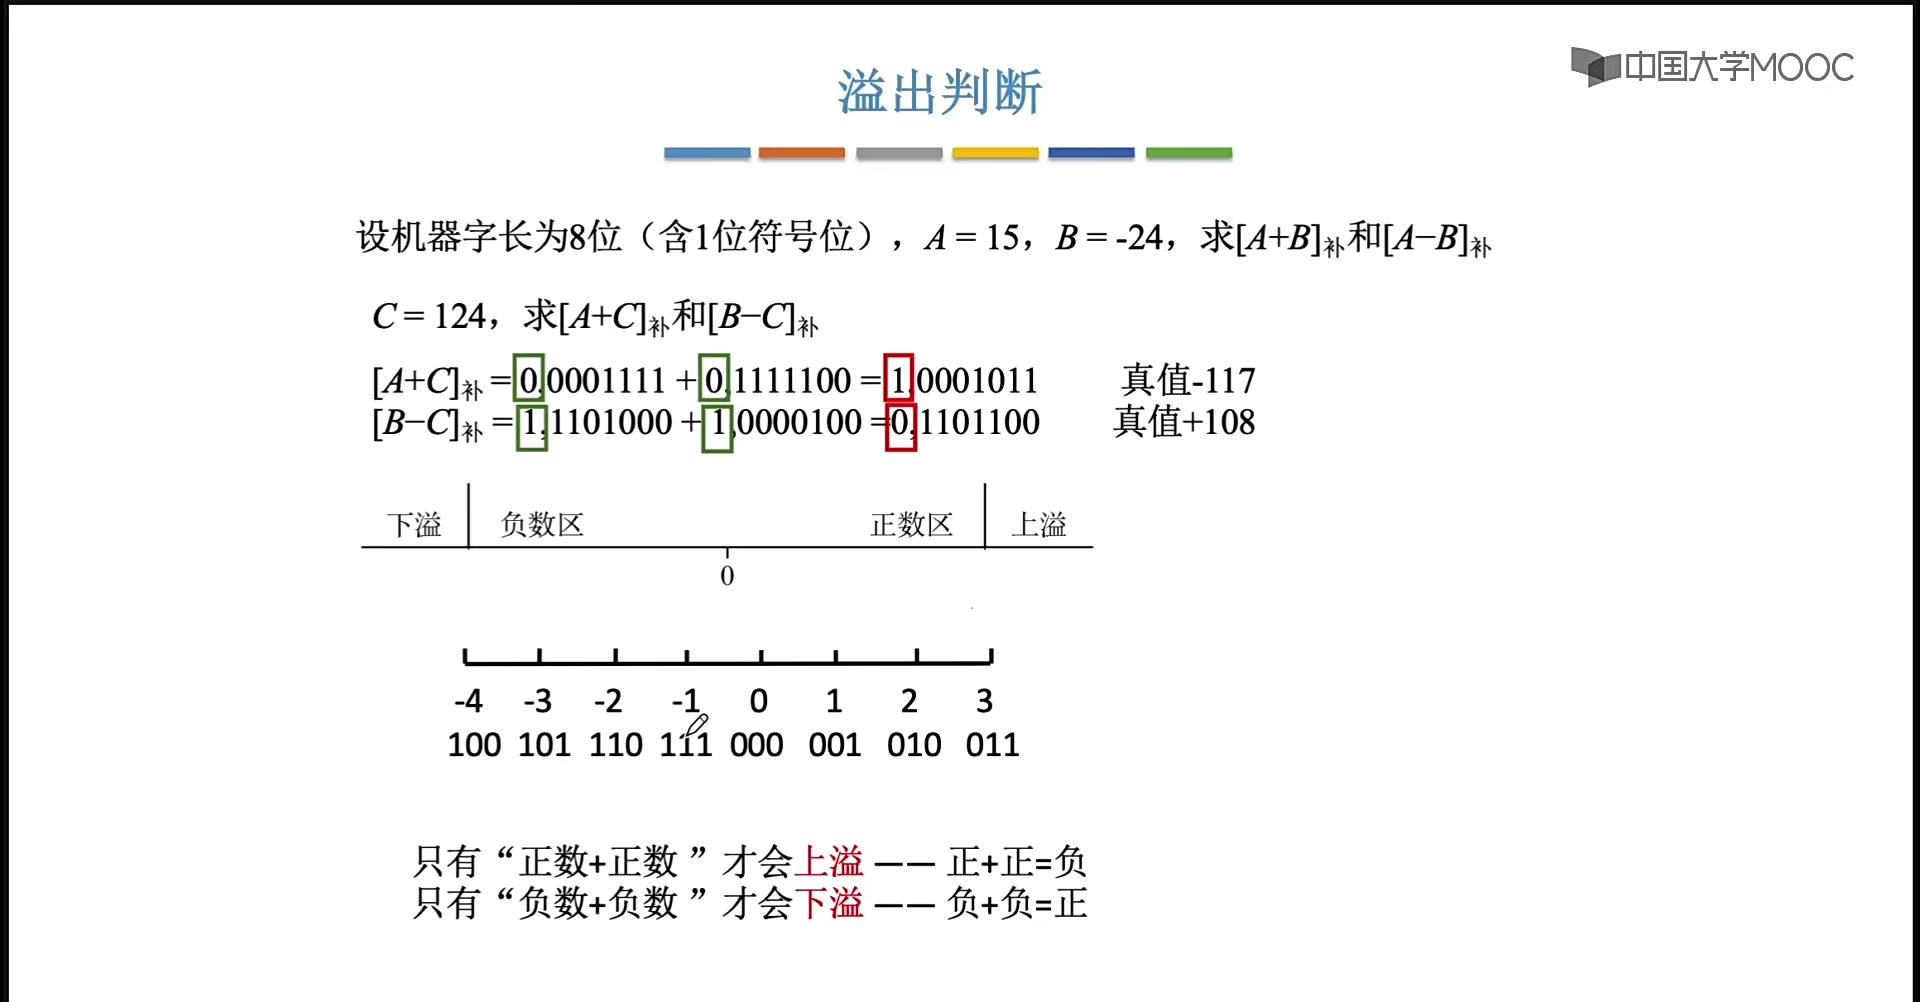 中国大学MOOC
溢出判断
设机器字长为8位（含1位符号位），A = 15，B = -24，求[A+B]补和[A−B]补
C = 124，求[A+C]补和[B−C]补
[A+C]补 = 0,0001111 + 0,1111100 = 1,0001011 真值-117
[B−C]补 = 1,1101000 + 1,0000100 =0,1101100 真值+108
下溢 负数区 正数区 上溢
0
-4 -3 -2 -1 0 1 2 3
100 101 110 111 000 001 010 011
只有“正数+正数 ”才会上溢 —— 正+正=负
只有“负数+负数 ”才会下溢 —— 负+负=正